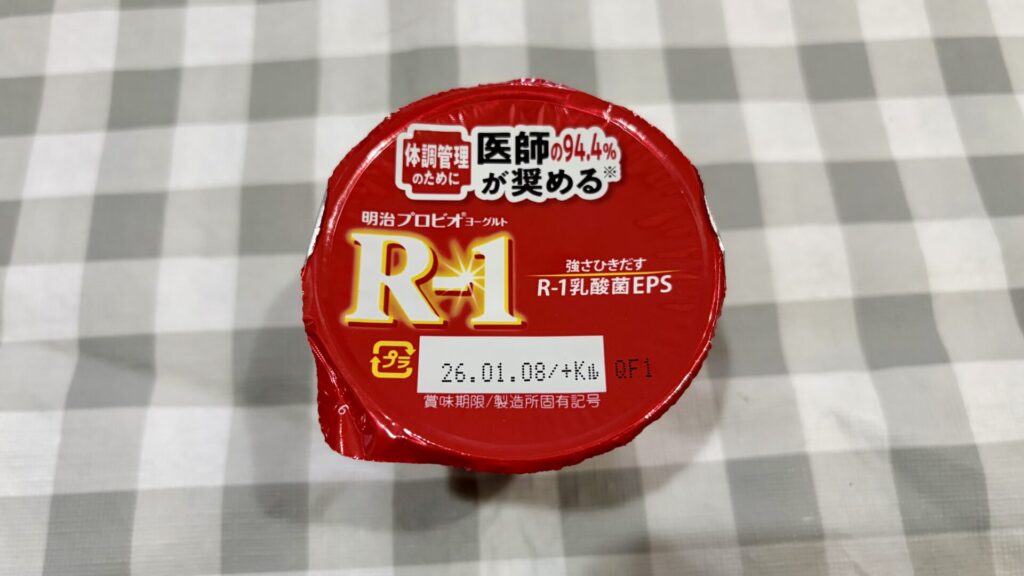 体調管理
のために
医師の94.4%
が奨める※
明治プロビオ®ヨーグルト
R-1
強さひきだす
R-1乳酸菌EPS
プラ
26.01.08/+Kル QF1
賞味期限/製造所固有記号